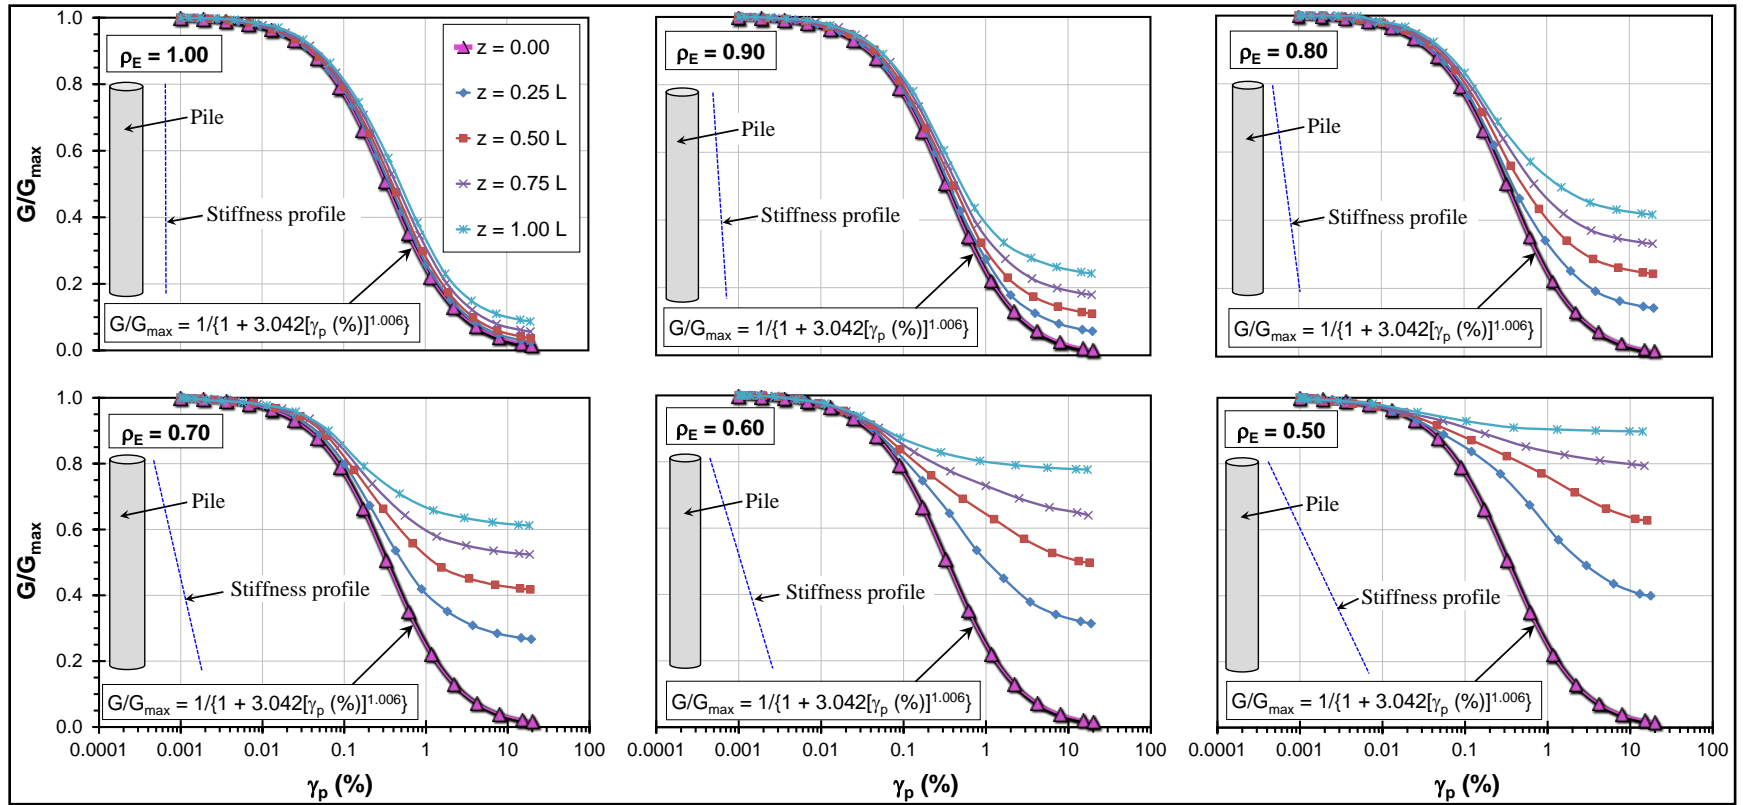 1.0
0.8
0.6
0.4
0.2
0.0
G/Gmax
ρE = 1.00
Pile
Stiffness profile
G/Gmax = 1/{1 + 3.042[γp (%)]1.006}
z = 0.00
z = 0.25 L
z = 0.50 L
z = 0.75 L
z = 1.00 L
ρE = 0.90
Pile
Stiffness profile
G/Gmax = 1/{1 + 3.042[γp (%)]1.006}
ρE = 0.80
Pile
Stiffness profile
G/Gmax = 1/{1 + 3.042[γp (%)]1.006}
1.0
0.8
0.6
0.4
0.2
0.0
G/Gmax
ρE = 0.70
Pile
Stiffness profile
G/Gmax = 1/{1 + 3.042[γp (%)]1.006}
0.0001 0.001 0.01 0.1 1 10 100
γp (%)
ρE = 0.60
Pile
Stiffness profile
G/Gmax = 1/{1 + 3.042[γp (%)]1.006}
0.0001 0.001 0.01 0.1 1 10 100
γp (%)
ρE = 0.50
Pile
Stiffness profile
G/Gmax = 1/{1 + 3.042[γp (%)]1.006}
0.0001 0.001 0.01 0.1 1 10 100
γp (%)